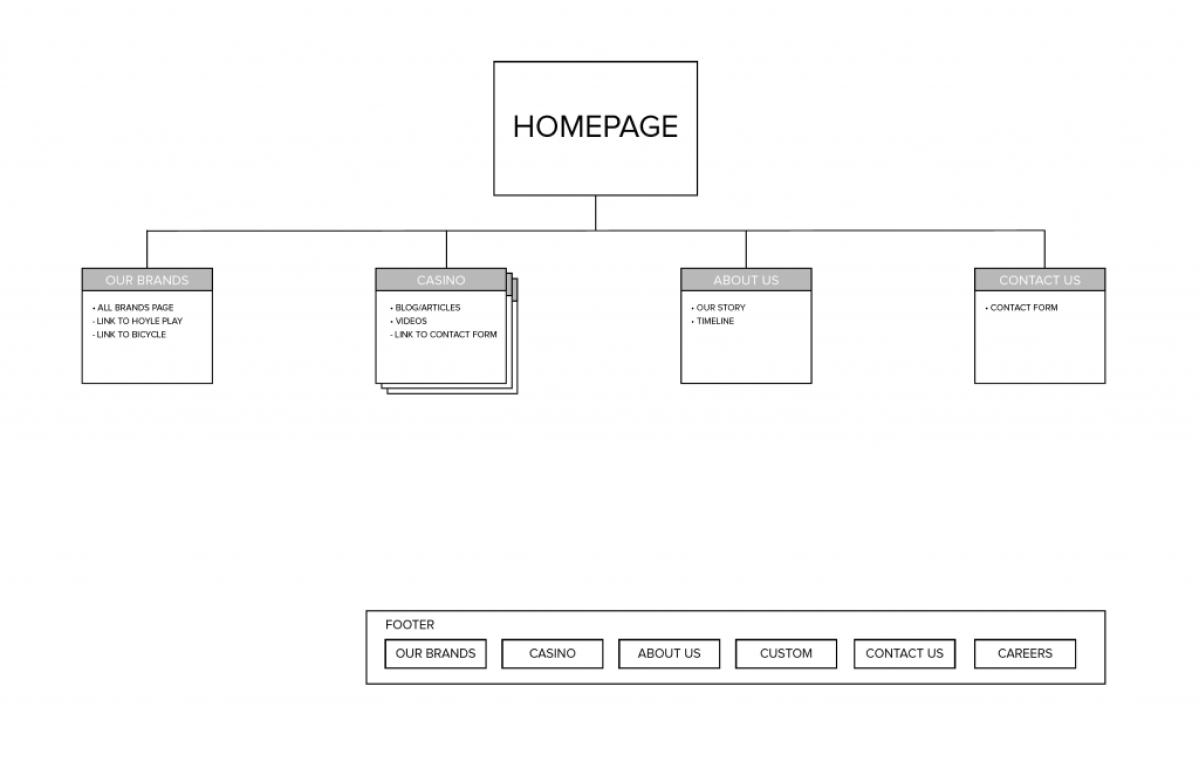 HOMEPAGE
OUR BRANDS
• ALL BRANDS PAGE
- LINK TO HOYLE PLAY
- LINK TO BICYCLE
CASINO
• BLOG/ARTICLES
• VIDEOS
- LINK TO CONTACT FORM
ABOUT US
• OUR STORY
• TIMELINE
CONTACT US
• CONTACT FORM
FOOTER
OUR BRANDS
CASINO
ABOUT US
CUSTOM
CONTACT US
CAREERS